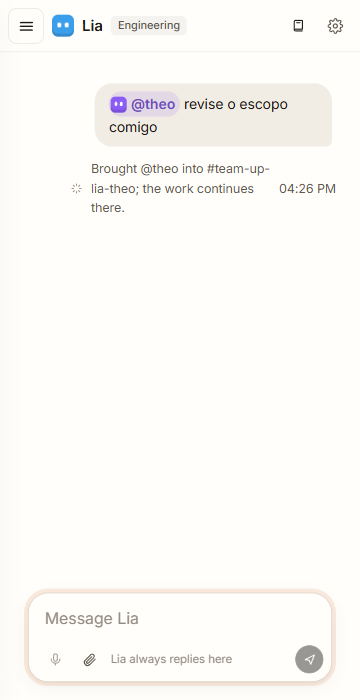 Lia Engineering
@theo revise o escopo
comigo
Brought @theo into #team-up-
lia-theo; the work continues
there.
04:26 PM
Message Lia
Lia always replies here